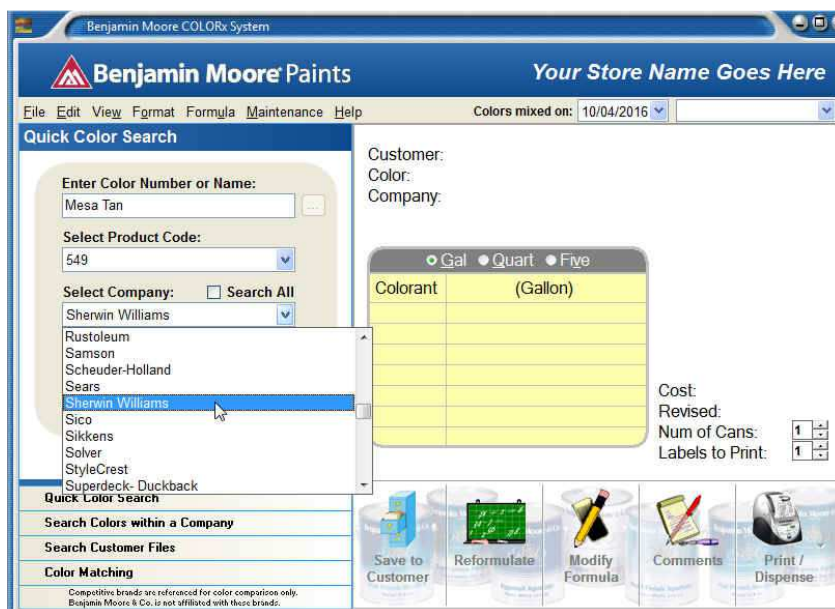 Benjamin Moore COLORx System
Benjamin Moore Paints
Your Store Name Goes Here
File Edit View Format Formula Maintenance Help
Colors mixed on: 10/04/2016
Quick Color Search
Customer:
Color:
Company:
Enter Color Number or Name:
Mesa Tan
...
Select Product Code:
549
Select Company:
Search All
Sherwin Williams
Rustoleum
Samson
Scheuder-Holland
Sears
Sherwin Williams
Sico
Sikkens
Solver
StyleCrest
Superdeck- Duckback
Gal Quart Five
Colorant (Gallon)
Cost:
Revised:
Num of Cans: 1
Labels to Print: 1
Quick Color Search
Search Colors within a Company
Search Customer Files
Color Matching
Competitive brands are referenced for color comparison only.
Benjamin Moore & Co. is not affiliated with these brands.
Save to
Customer
Reformulate
Modify
Formula
Comments
Print /
Dispense